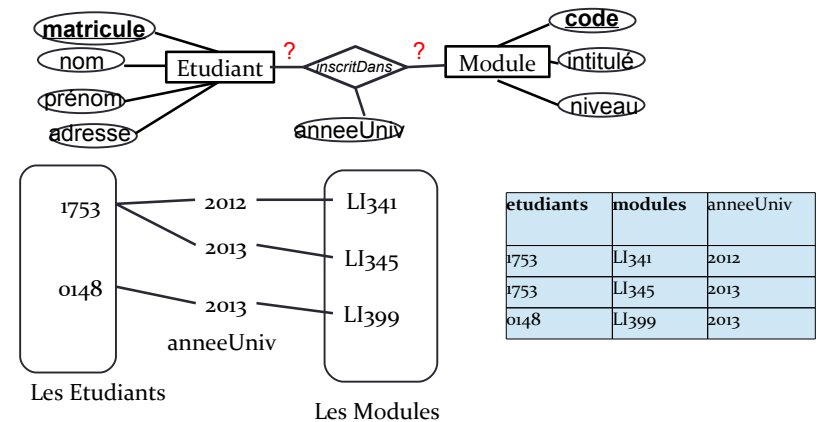 matricule
nom
prénom
adresse
Etudiant
?
inscritDans
?
Module
code
intitulé
niveau
anneeUniv
1753
0148
2012
2013
2013
anneeUniv
LI341
LI345
LI399
Les Etudiants
Les Modules
etudiants modules anneeUniv
1753 LI341 2012
1753 LI345 2013
0148 LI399 2013